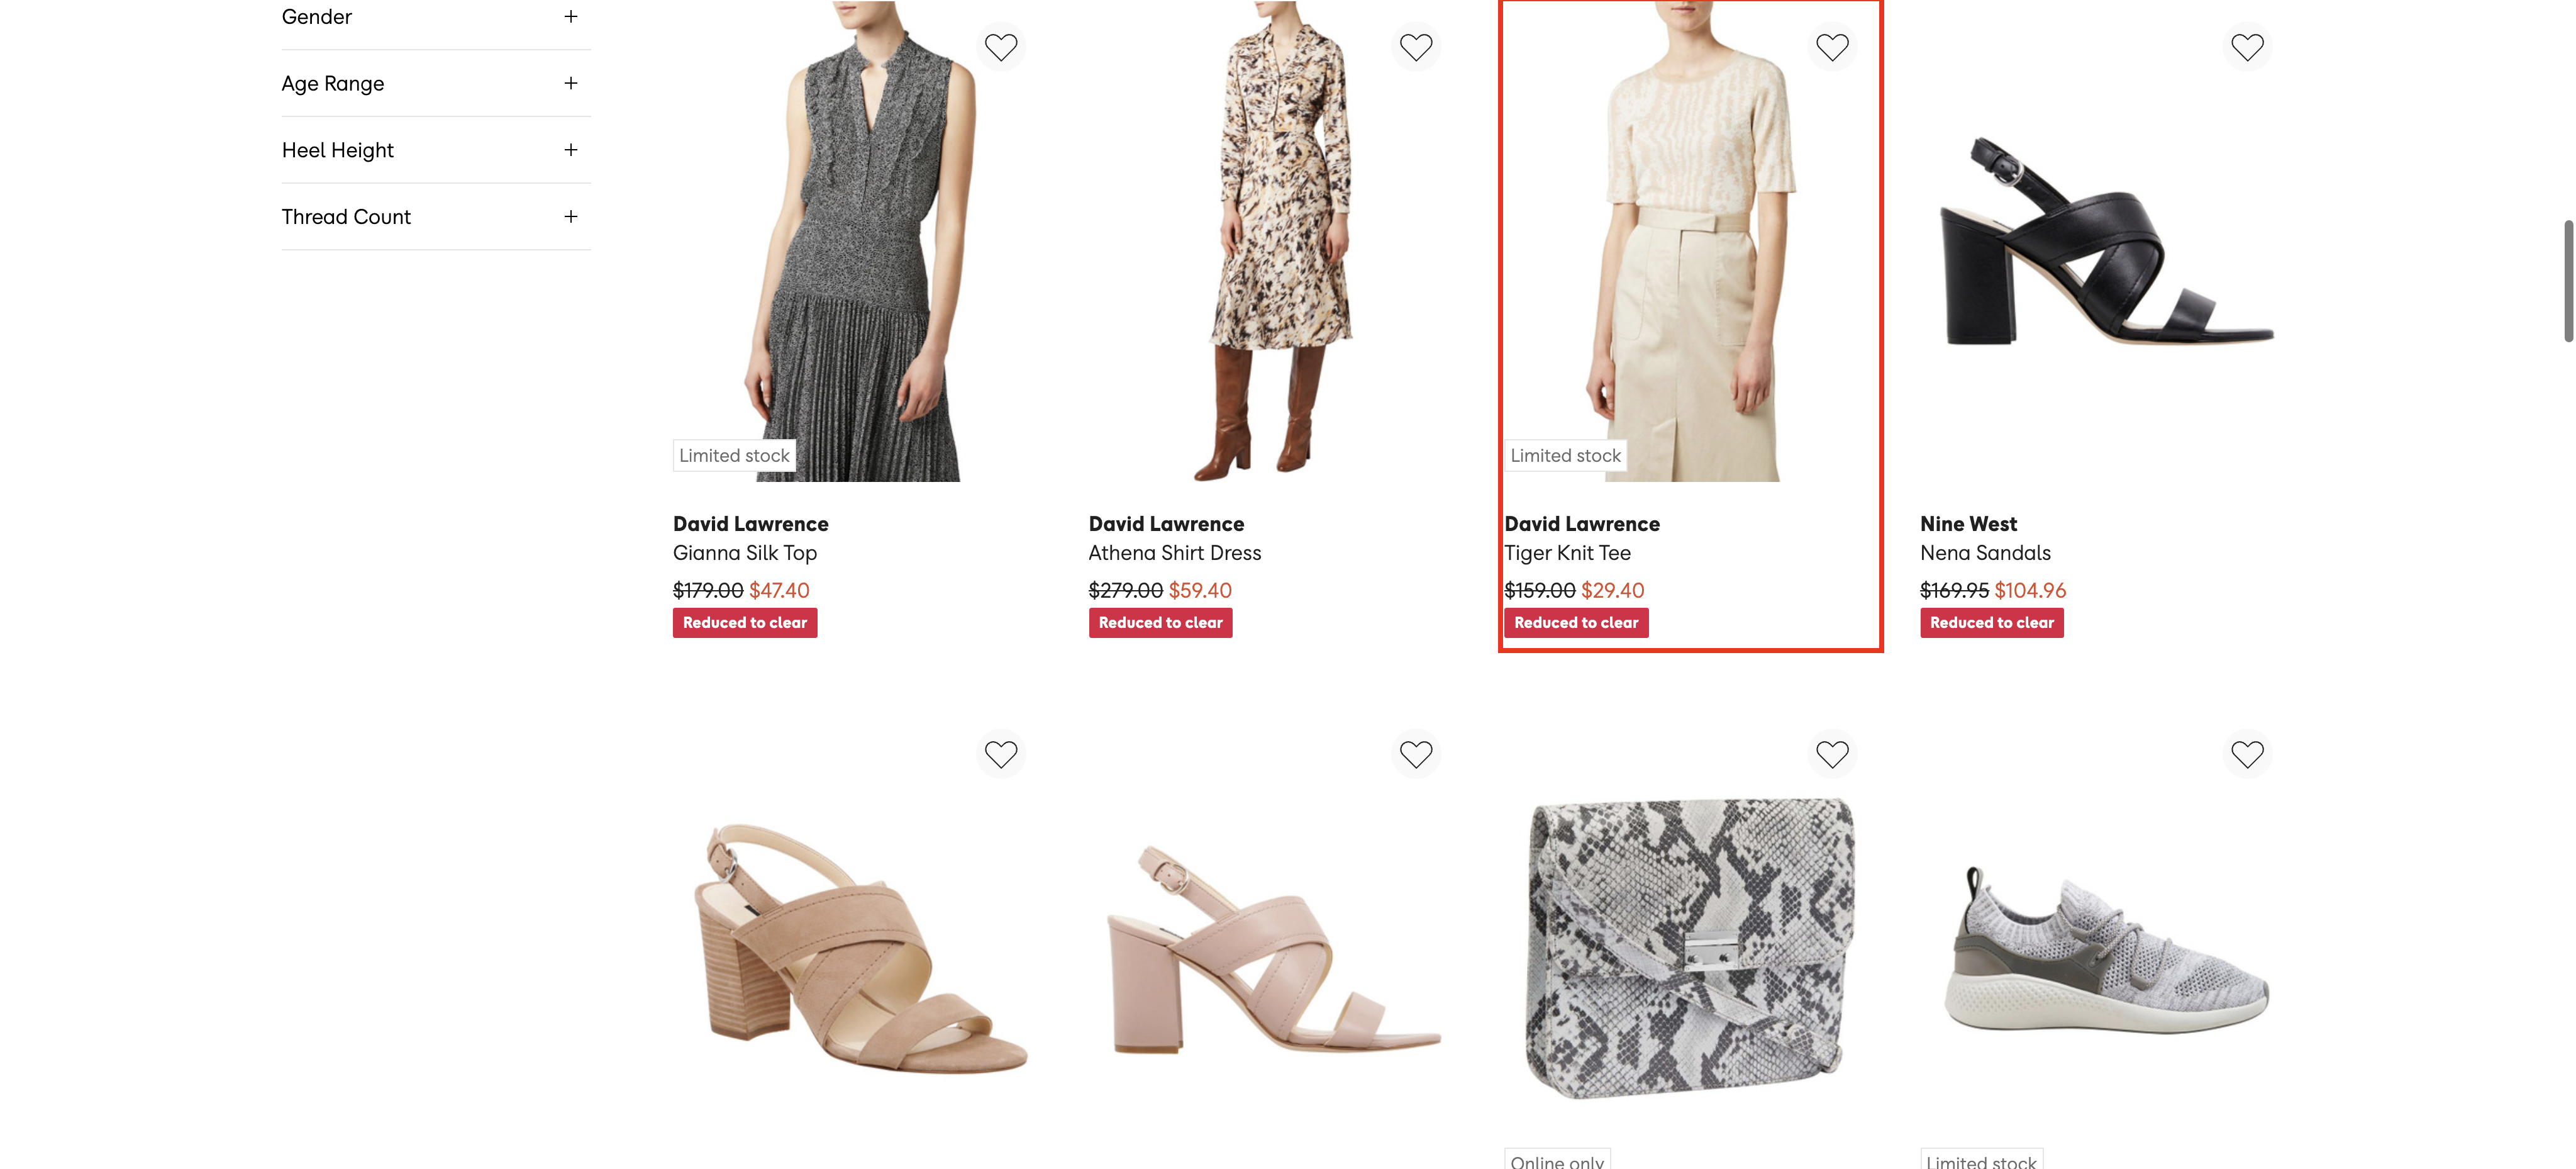 Gender
Age Range
Heel Height
Thread Count
Limited stock
David Lawrence
Gianna Silk Top
$179.00 $47.40
Reduced to clear
David Lawrence
Athena Shirt Dress
$279.00 $59.40
Reduced to clear
Limited stock
David Lawrence
Tiger Knit Tee
$159.00 $29.40
Reduced to clear
Nine West
Nena Sandals
$169.95 $104.96
Reduced to clear
Online only
Limited stock